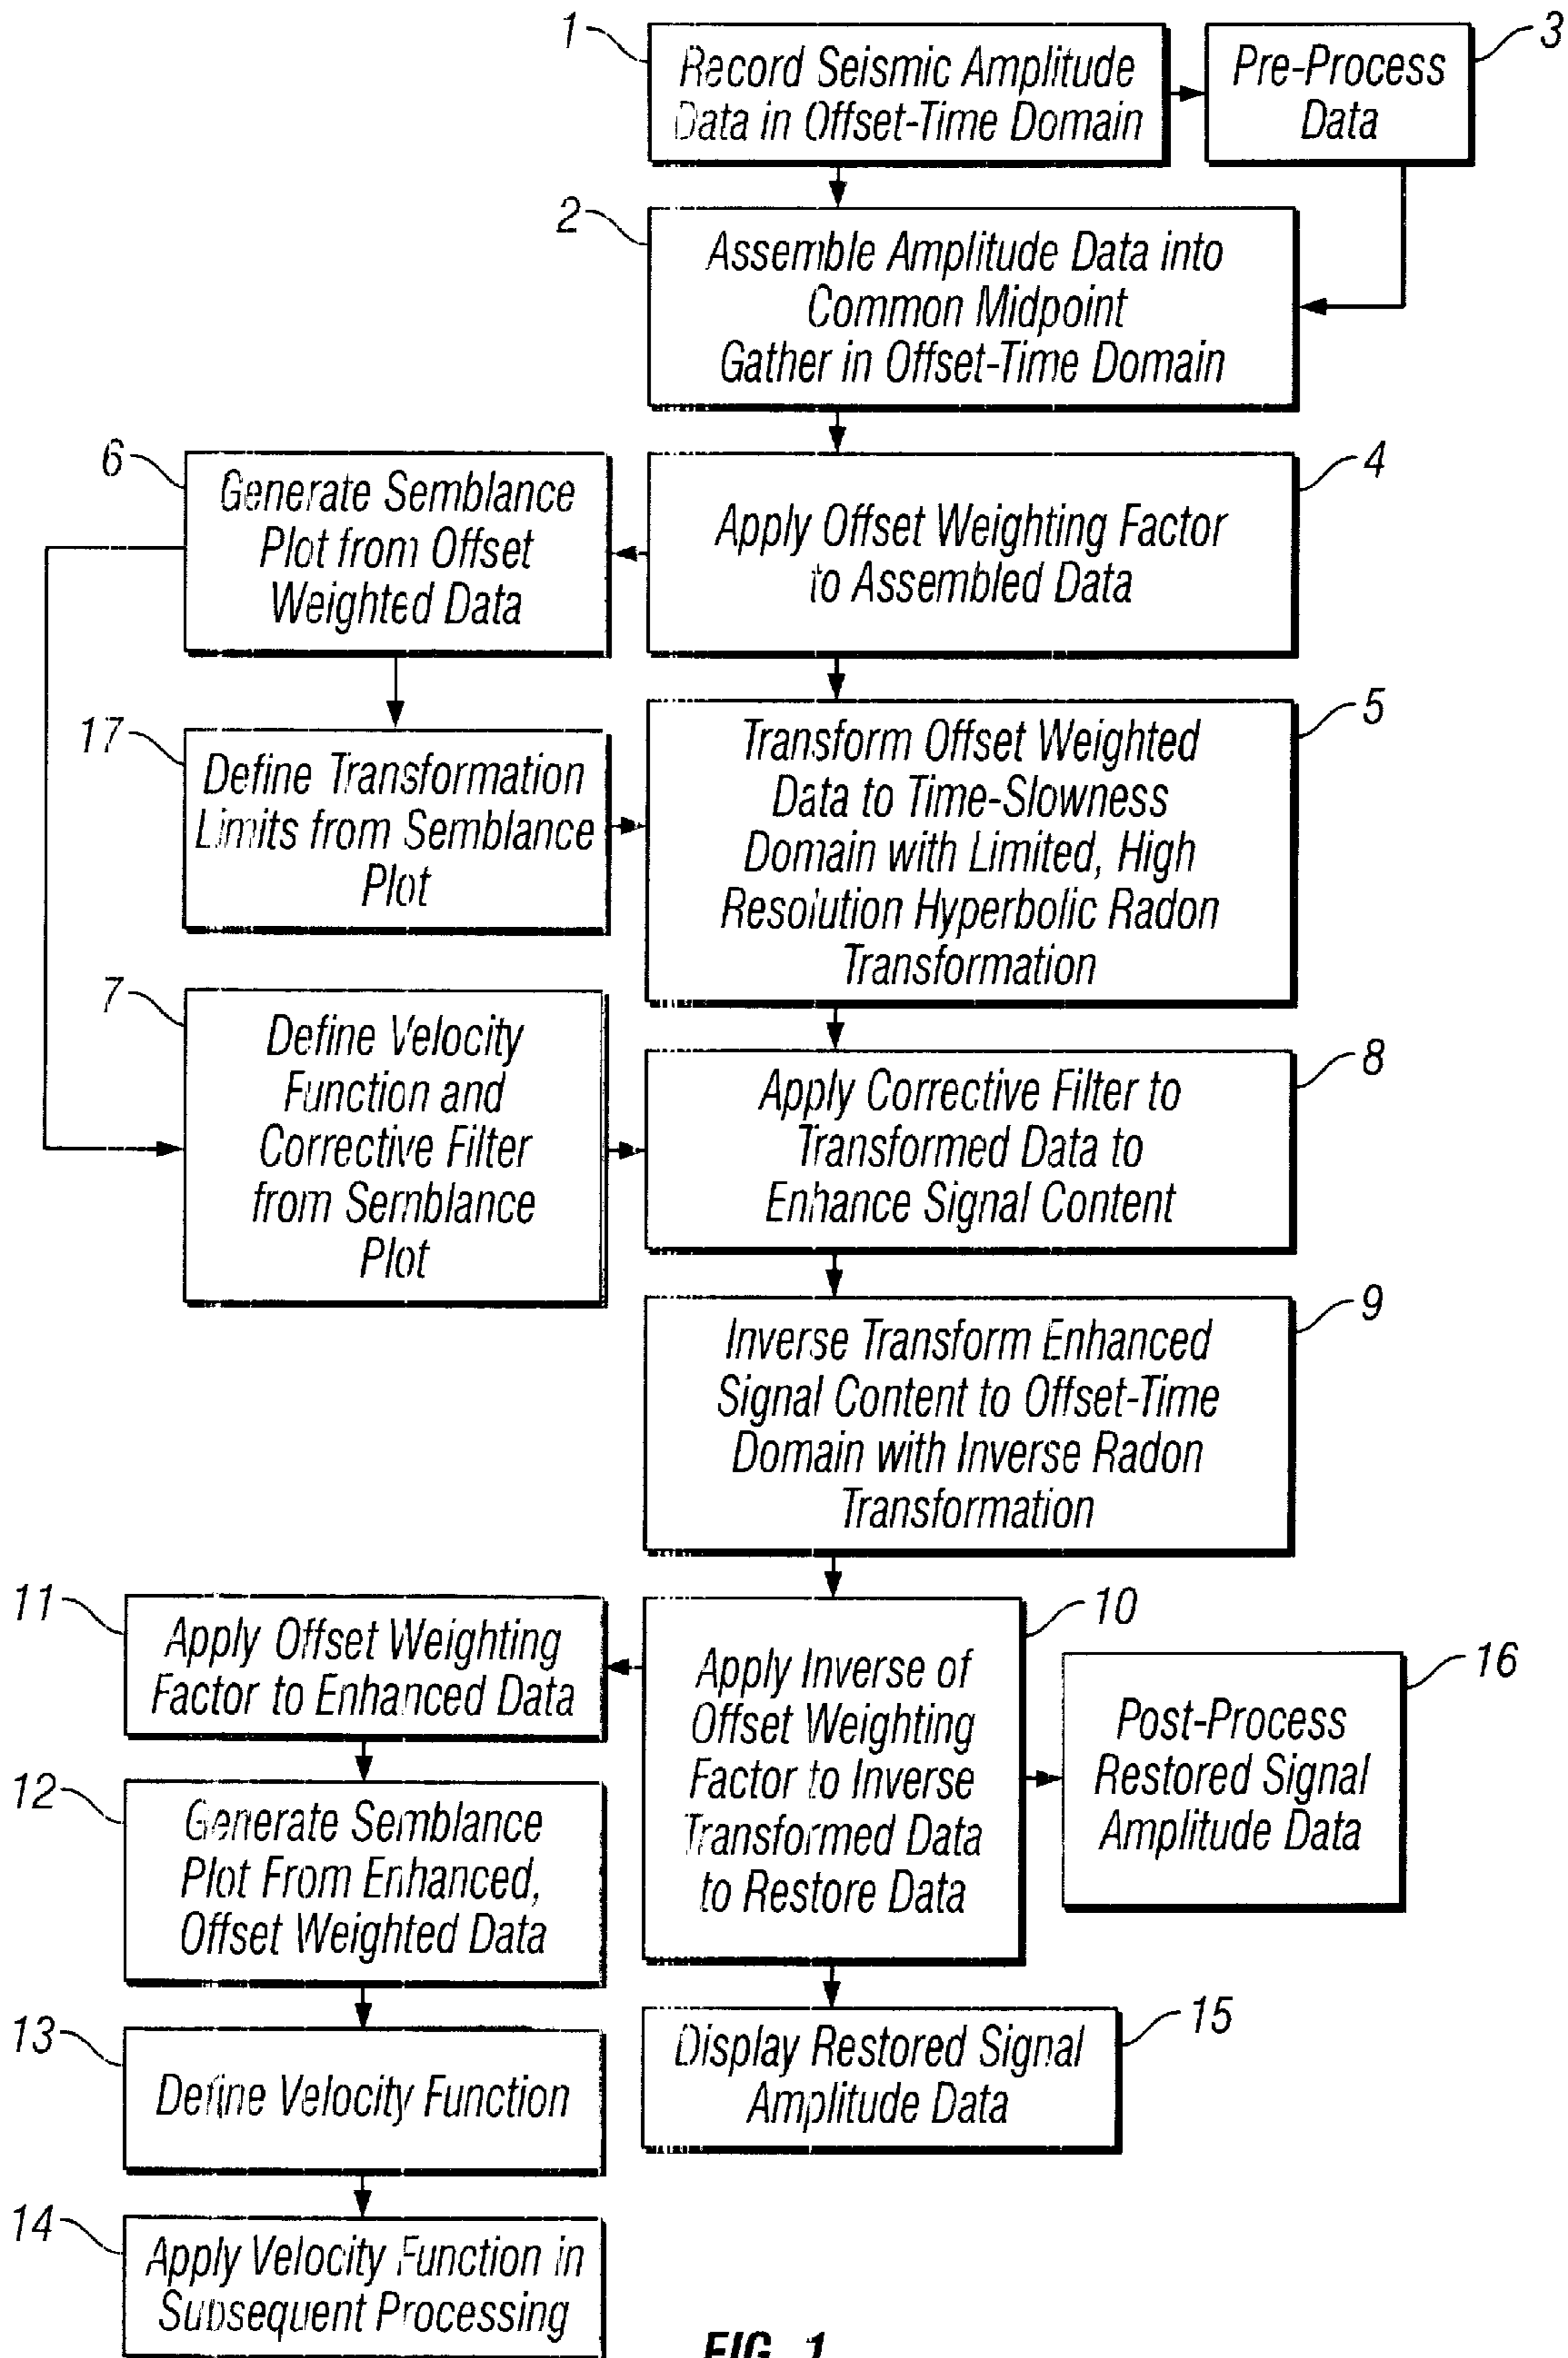 1
Record Seismic Amplitude
Data in Offset-Time Domain
3
Pre-Process
Data
2
Assemble Amplitude Data into
Common Midpoint
Gather in Offset-Time Domain
6
Generate Semblance
Plot from Offset
Weighted Data
4
Apply Offset Weighting Factor
to Assembled Data
17
Define Transformation
Limits from Semblance
Plot
5
Transform Offset Weighted
Data to Time-Slowness
Domain with Limited, High
Resolution Hyperbolic Radon
Transformation
7
Define Velocity
Function and
Corrective Filter
from Semblance
Plot
8
Apply Corrective Filter to
Transformed Data to
Enhance Signal Content
9
Inverse Transform Enhanced
Signal Content to Offset-Time
Domain with Inverse Radon
Transformation
11
Apply Offset Weighting
Factor to Enhanced Data
10
Apply Inverse of
Offset Weighting
Factor to Inverse
Transformed Data
to Restore Data
16
Post-Process
Restored Signal
Amplitude Data
12
Generate Semblance
Plot From Enhanced,
Offset Weighted Data
13
Define Velocity Function
15
Display Restored Signal
Amplitude Data
14
Apply Velocity Function in
Subsequent Processing
FIG. 1